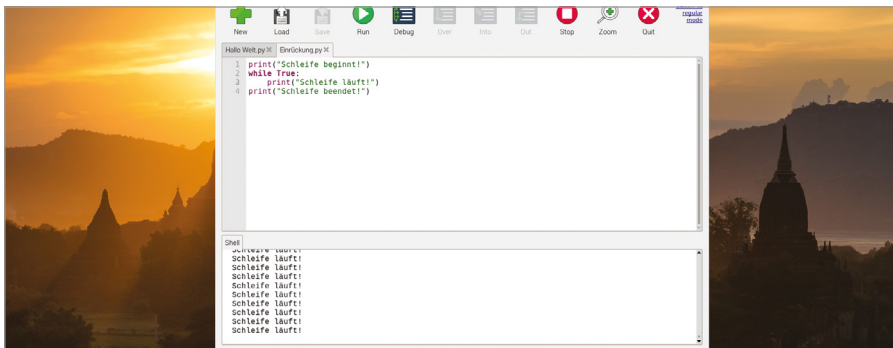 regular
mode
New Load Save Run Debug Over Into Out Stop Zoom Quit
Hallo Welt.py Einrückung.py
1 print("Schleife beginnt!")
2 while True:
3 print("Schleife läuft!")
4 print("Schleife beendet!")
Shell
Schleife läuft!
Schleife läuft!
Schleife läuft!
Schleife läuft!
Schleife läuft!
Schleife läuft!
Schleife läuft!
Schleife läuft!
Schleife läuft!
Schleife läuft!